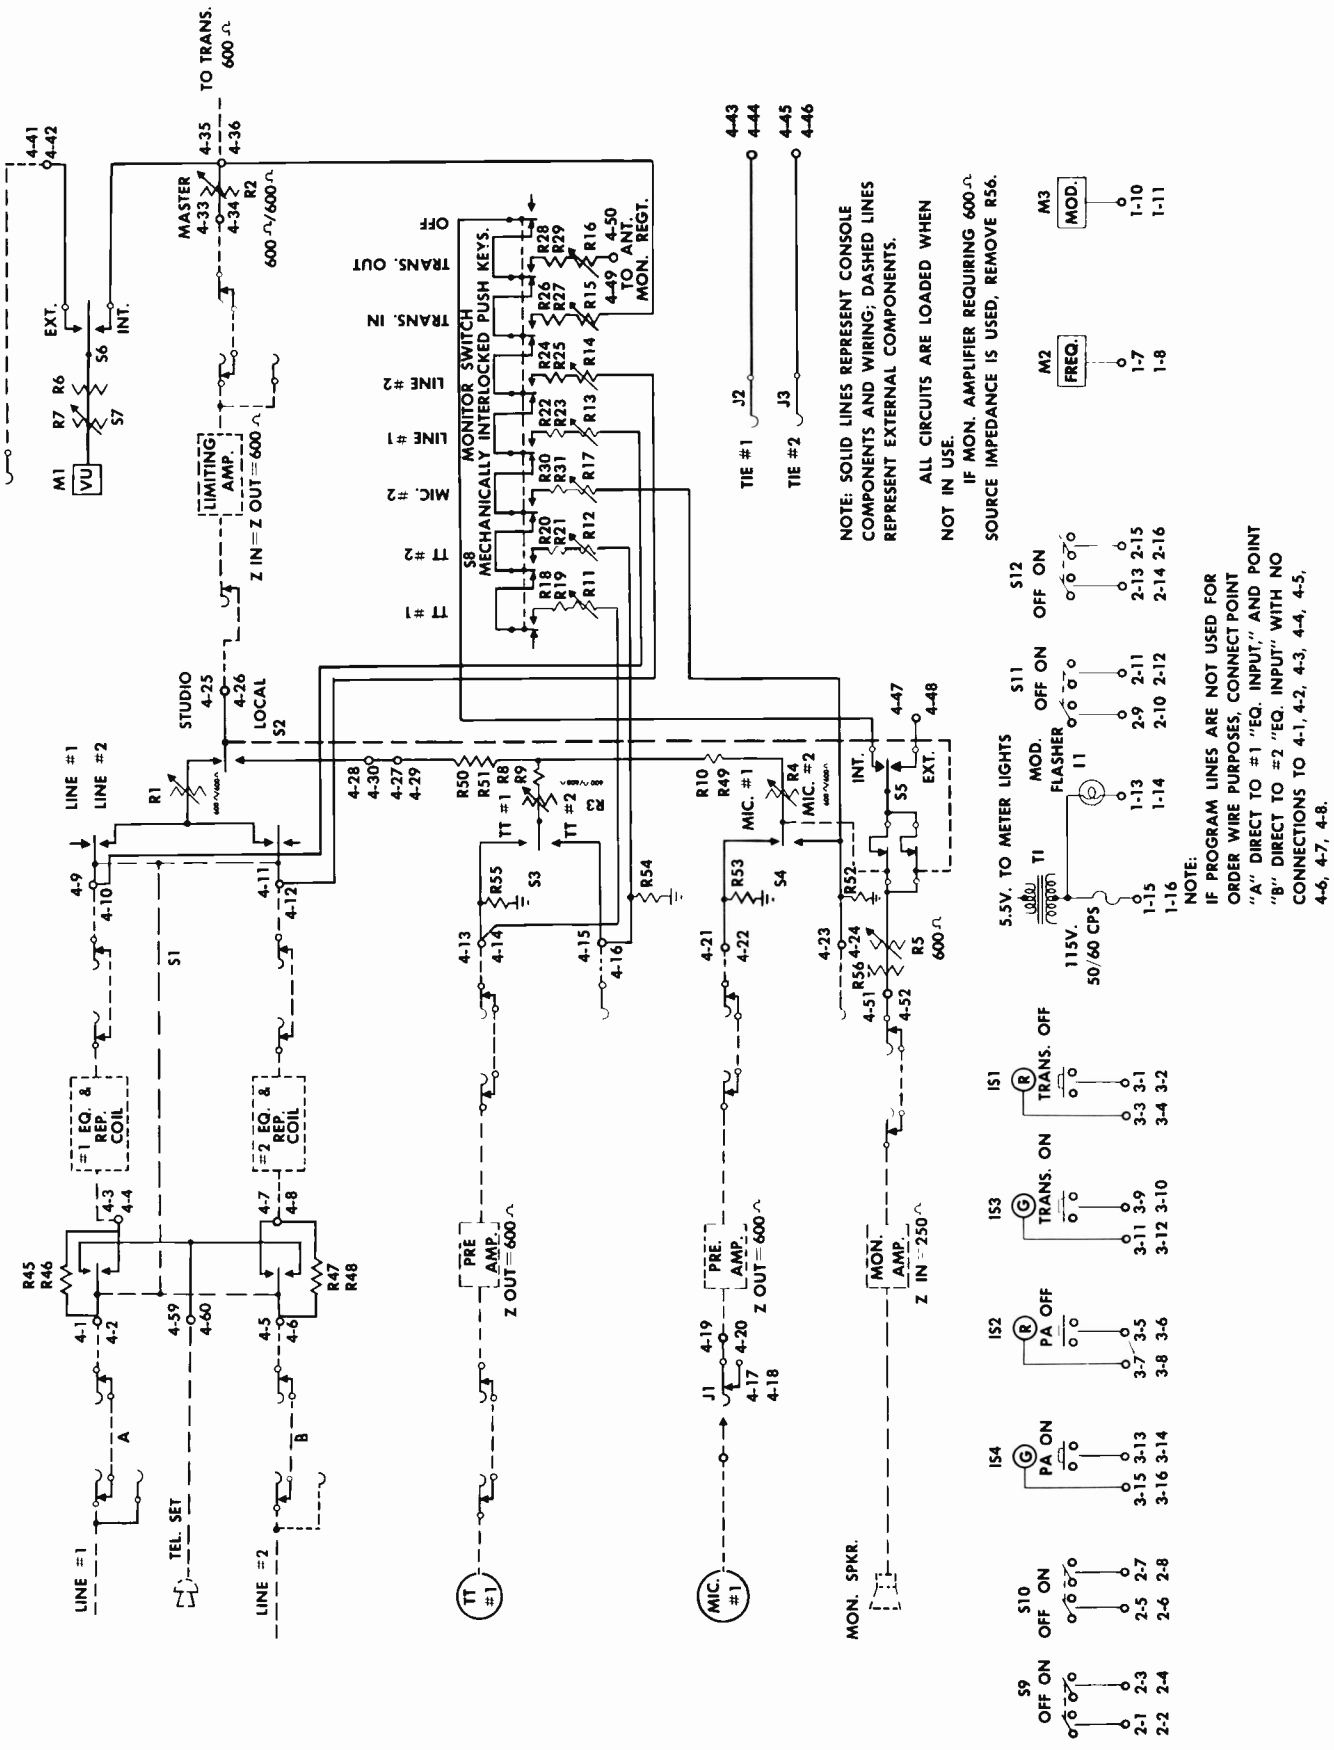 LINE #1
TEL. SET
LINE #2
A
B
4-1
4-2
4-59
4-60
4-5
4-6
R45
R46
R47
R48
4-3
4-4
4-7
4-8
#1 EQ. &
REP.
COIL
#2 EQ. &
REP.
COIL
4-9
4-10
S1
4-11
4-12
LINE #1
LINE #2
R1
600Ω/600Ω
STUDIO
4-25
4-26
LOCAL
S2
LIMITING
AMP.
Z IN=Z OUT=600Ω
M1
VU
R7
R6
S7
S6
EXT.
INT.
4-41
4-42
MASTER
4-33
4-34
R2
600Ω/600Ω
4-35
4-36
TO TRANS.
600Ω
TT
#1
PRE
AMP.
Z OUT=600Ω
4-13
4-14
R55
S3
4-15
4-16
R54
TT #1
TT #2
R8
R9
R3
600Ω/600Ω
R50
R51
4-28
4-30
4-27
4-29
R10
R49
S8
MONITOR SWITCH
MECHANICALLY INTERLOCKED PUSH KEYS.
TT #1
TT #2
MIC. #2
LINE #1
LINE #2
TRANS. IN
TRANS. OUT
OFF
R18
R19
R11
R20
R21
R12
R30
R31
R17
R22
R23
R13
R24
R25
R14
R26
R27
R15
R28
R29
R16
4-49
4-50
TO ANT.
MON. REGT.
MIC.
#1
J1
4-17
4-18
4-19
4-20
PRE.
AMP.
Z OUT=600Ω
4-21
4-22
R53
S4
MIC. #1
R4
MIC. #2
600Ω/600Ω
4-23
4-24
R52
MON. SPKR.
MON.
AMP.
Z IN=250Ω
4-51
4-52
R56
R5
600Ω
S5
INT.
EXT.
4-47
4-48
TIE #1
J2
4-43
4-44
TIE #2
J3
4-45
4-46
NOTE: SOLID LINES REPRESENT CONSOLE
COMPONENTS AND WIRING; DASHED LINES
REPRESENT EXTERNAL COMPONENTS.
ALL CIRCUITS ARE LOADED WHEN
NOT IN USE.
IF MON. AMPLIFIER REQUIRING 600Ω
SOURCE IMPEDANCE IS USED, REMOVE R56.
S9
OFF ON
2-1 2-3
2-2 2-4
S10
OFF ON
2-5 2-7
2-6 2-8
IS4
G
PA ON
3-15 3-13
3-16 3-14
IS2
R
PA OFF
3-7 3-5
3-8 3-6
IS3
G
TRANS. ON
3-11 3-9
3-12 3-10
IS1
R
TRANS. OFF
3-3 3-1
3-4 3-2
5.5V. TO METER LIGHTS
T1
115V.
50/60 CPS
1-15
1-16
MOD.
FLASHER
I1
1-13
1-14
S11
OFF ON
2-9 2-11
2-10 2-12
S12
OFF ON
2-13 2-15
2-14 2-16
M2
FREQ.
1-7
1-8
M3
MOD.
1-10
1-11
NOTE:
IF PROGRAM LINES ARE NOT USED FOR
ORDER WIRE PURPOSES, CONNECT POINT
"A" DIRECT TO #1 "EQ. INPUT," AND POINT
"B" DIRECT TO #2 "EQ. INPUT" WITH NO
CONNECTIONS TO 4-1, 4-2, 4-3, 4-4, 4-5,
4-6, 4-7, 4-8.